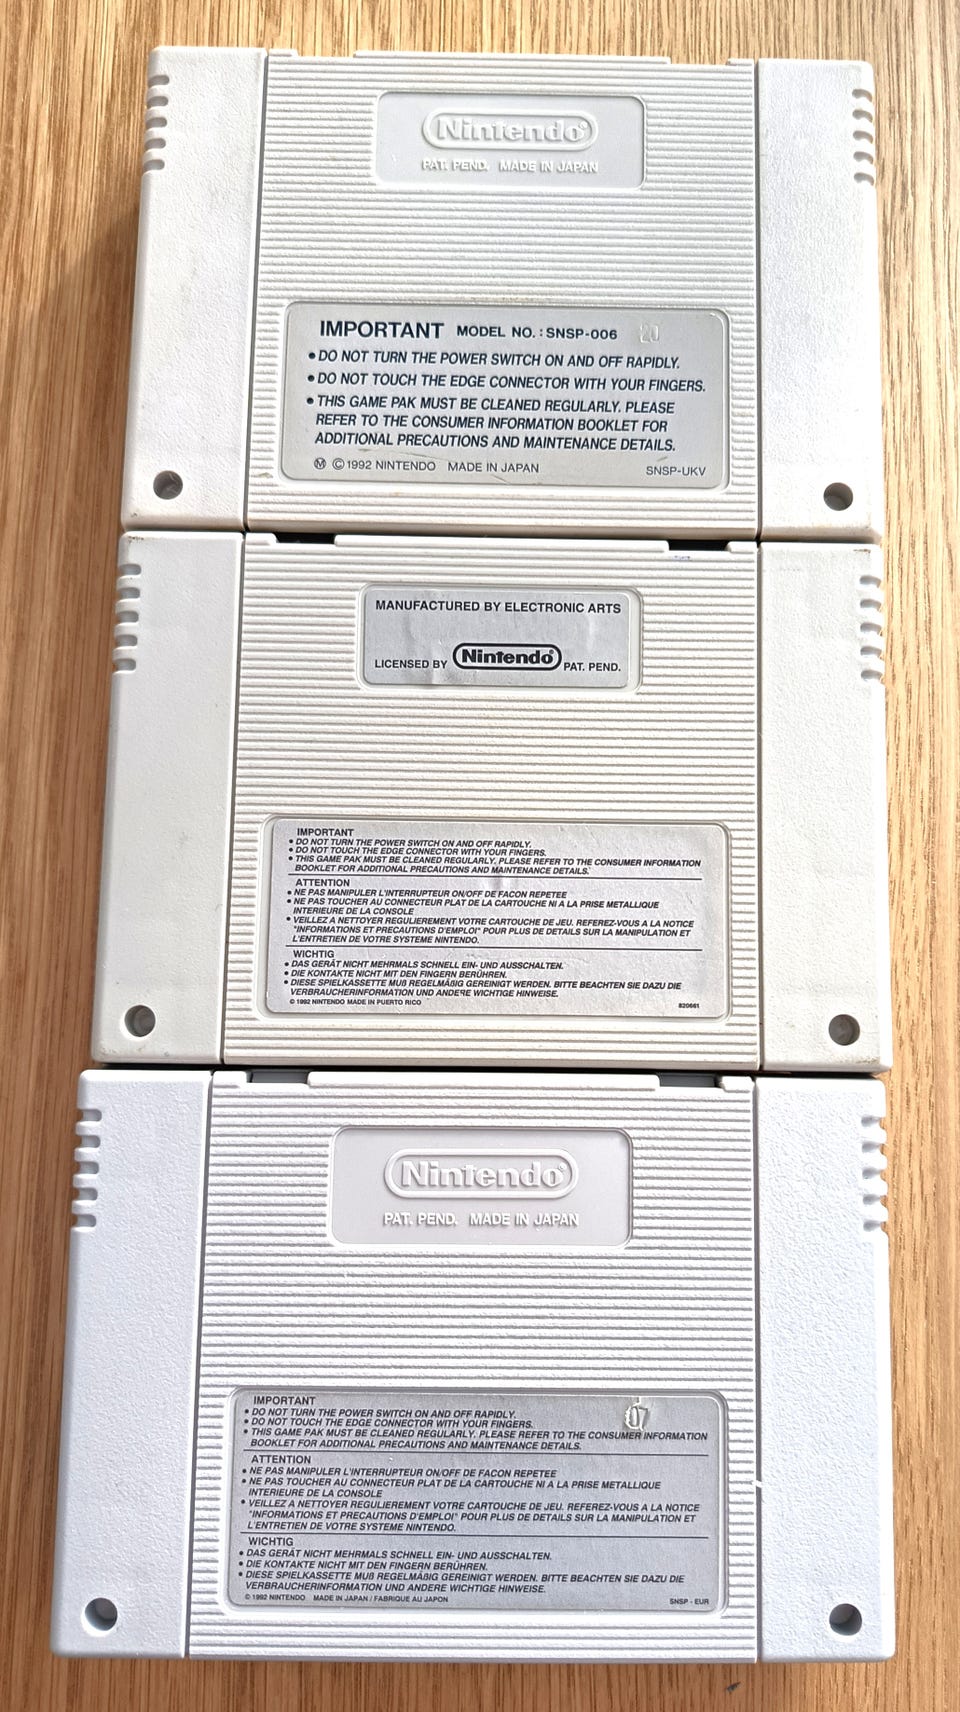 Nintendo®
PAT. PEND. MADE IN JAPAN
IMPORTANT MODEL NO.: SNSP-006 20
• DO NOT TURN THE POWER SWITCH ON AND OFF RAPIDLY.
• DO NOT TOUCH THE EDGE CONNECTOR WITH YOUR FINGERS.
• THIS GAME PAK MUST BE CLEANED REGULARLY. PLEASE
REFER TO THE CONSUMER INFORMATION BOOKLET FOR
ADDITIONAL PRECAUTIONS AND MAINTENANCE DETAILS.
Ⓜ © 1992 NINTENDO MADE IN JAPAN SNSP-UKV
MANUFACTURED BY ELECTRONIC ARTS
LICENSED BY Nintendo® PAT. PEND.
IMPORTANT
• DO NOT TURN THE POWER SWITCH ON AND OFF RAPIDLY.
• DO NOT TOUCH THE EDGE CONNECTOR WITH YOUR FINGERS.
• THIS GAME PAK MUST BE CLEANED REGULARLY. PLEASE REFER TO THE CONSUMER INFORMATION
BOOKLET FOR ADDITIONAL PRECAUTIONS AND MAINTENANCE DETAILS.
ATTENTION
• NE PAS MANIPULER L'INTERRUPTEUR ON/OFF DE FACON REPETEE
• NE PAS TOUCHER AU CONNECTEUR PLAT DE LA CARTOUCHE NI A LA PRISE METALLIQUE
INTERIEURE DE LA CONSOLE
• VEILLEZ A NETTOYER REGULIEREMENT VOTRE CARTOUCHE DE JEU. REFEREZ-VOUS A LA NOTICE
"INFORMATIONS ET PRECAUTIONS D'EMPLOI" POUR PLUS DE DETAILS SUR LA MANIPULATION ET
L'ENTRETIEN DE VOTRE SYSTEME NINTENDO.
WICHTIG
• DAS GERÄT NICHT MEHRMALS SCHNELL EIN- UND AUSSCHALTEN.
• DIE KONTAKTE NICHT MIT DEN FINGERN BERÜHREN.
• DIESE SPIELKASSETTE MUß REGELMÄßIG GEREINIGT WERDEN. BITTE BEACHTEN SIE DAZU DIE
VERBRAUCHERINFORMATION UND ANDERE WICHTIGE HINWEISE.
© 1992 NINTENDO MADE IN PUERTO RICO 820661
Nintendo®
PAT. PEND. MADE IN JAPAN
IMPORTANT 07
• DO NOT TURN THE POWER SWITCH ON AND OFF RAPIDLY.
• DO NOT TOUCH THE EDGE CONNECTOR WITH YOUR FINGERS.
• THIS GAME PAK MUST BE CLEANED REGULARLY. PLEASE REFER TO THE CONSUMER INFORMATION
BOOKLET FOR ADDITIONAL PRECAUTIONS AND MAINTENANCE DETAILS.
ATTENTION
• NE PAS MANIPULER L'INTERRUPTEUR ON/OFF DE FACON REPETEE
• NE PAS TOUCHER AU CONNECTEUR PLAT DE LA CARTOUCHE NI A LA PRISE METALLIQUE
INTERIEURE DE LA CONSOLE
• VEILLEZ A NETTOYER REGULIEREMENT VOTRE CARTOUCHE DE JEU. REFEREZ-VOUS A LA NOTICE
"INFORMATIONS ET PRECAUTIONS D'EMPLOI" POUR PLUS DE DETAILS SUR LA MANIPULATION ET
L'ENTRETIEN DE VOTRE SYSTEME NINTENDO.
WICHTIG
• DAS GERÄT NICHT MEHRMALS SCHNELL EIN- UND AUSSCHALTEN.
• DIE KONTAKTE NICHT MIT DEN FINGERN BERÜHREN.
• DIESE SPIELKASSETTE MUß REGELMÄßIG GEREINIGT WERDEN. BITTE BEACHTEN SIE DAZU DIE
VERBRAUCHERINFORMATION UND ANDERE WICHTIGE HINWEISE.
© 1992 NINTENDO MADE IN JAPAN / FABRIQUE AU JAPON SNSP - EUR